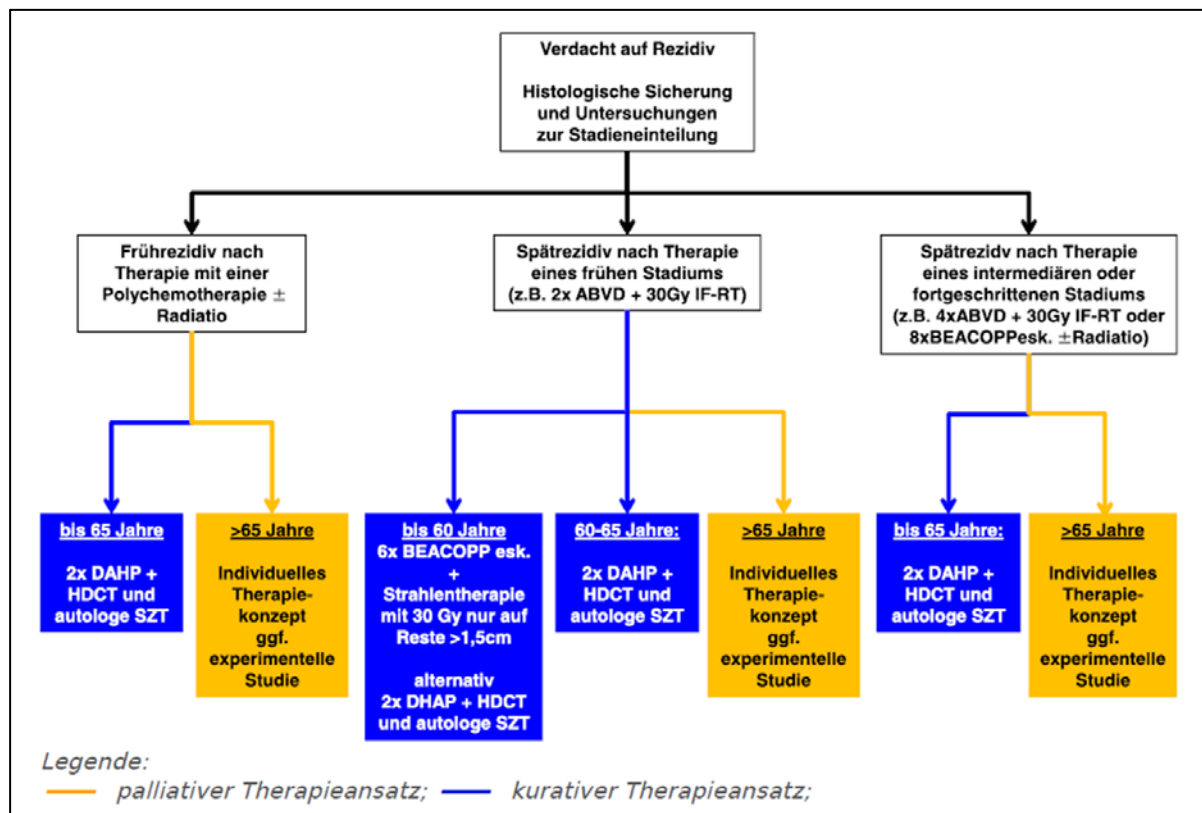 Verdacht auf Rezidiv
Histologische Sicherung
und Untersuchungen
zur Stadieneinteilung
Frührezidiv nach
Therapie mit einer
Polychemotherapie ±
Radiatio
Spätrezidiv nach Therapie
eines frühen Stadiums
(z.B. 2x ABVD + 30Gy IF-RT)
Spätrezidv nach Therapie
eines intermediären oder
fortgeschrittenen Stadiums
(z.B. 4xABVD + 30Gy IF-RT oder
8xBEACOPPesk. ±Radiatio)
bis 65 Jahre
2x DAHP +
HDCT und
autologe SZT
>65 Jahre
Individuelles
Therapie-
konzept
ggf.
experimentelle
Studie
bis 60 Jahre
6x BEACOPP esk.
+
Strahlentherapie
mit 30 Gy nur auf
Reste >1,5cm
alternativ
2x DHAP + HDCT
und autologe SZT
60-65 Jahre:
2x DAHP +
HDCT und
autologe SZT
>65 Jahre
Individuelles
Therapie-
konzept
ggf.
experimentelle
Studie
bis 65 Jahre:
2x DAHP +
HDCT und
autologe SZT
>65 Jahre
Individuelles
Therapie-
konzept
ggf.
experimentelle
Studie
Legende:
palliativer Therapieansatz; kurativer Therapieansatz;